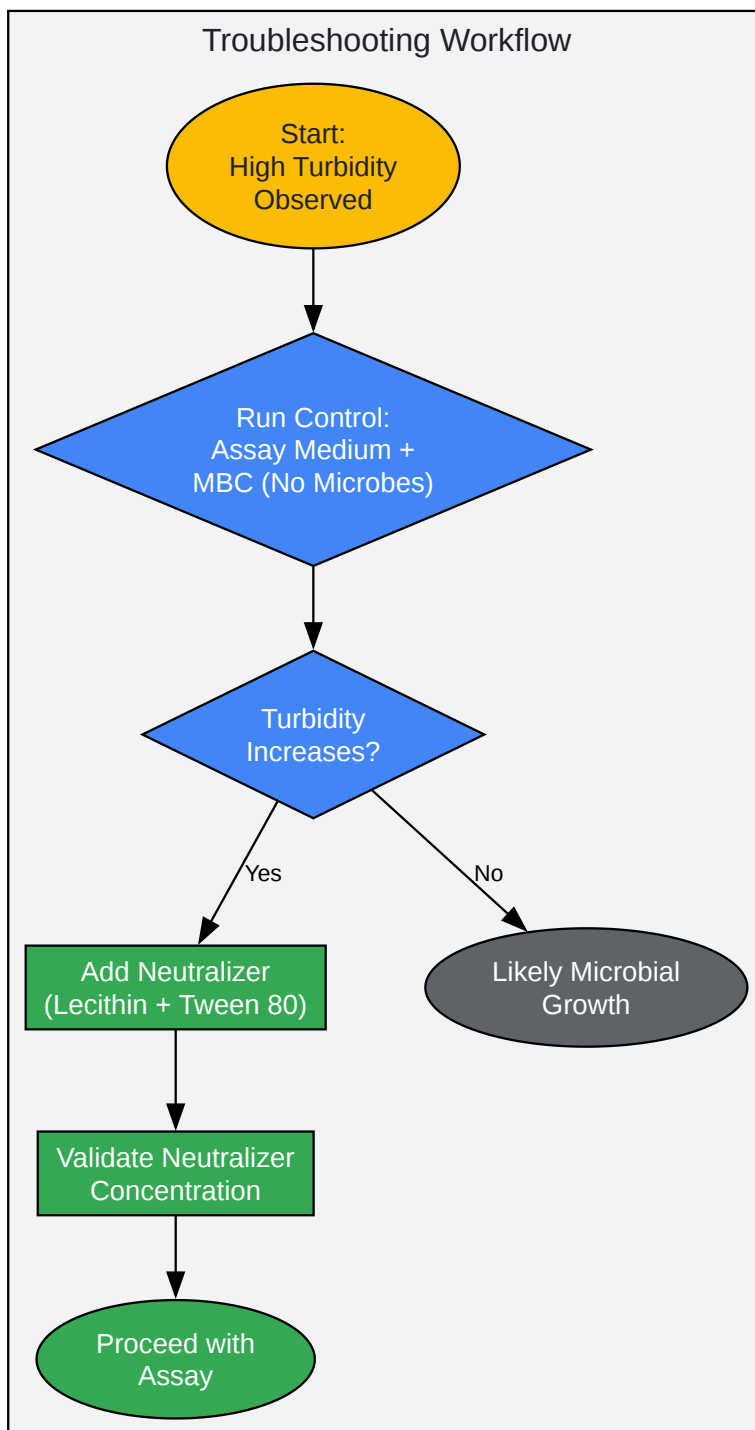 Troubleshooting Workflow
Start:
High Turbidity
Observed
Run Control:
Assay Medium +
MBC (No Microbes)
Turbidity
Increases?
Yes
No
Add Neutralizer
(Lecithin + Tween 80)
Likely Microbial
Growth
Validate Neutralizer
Concentration
Proceed with
Assay